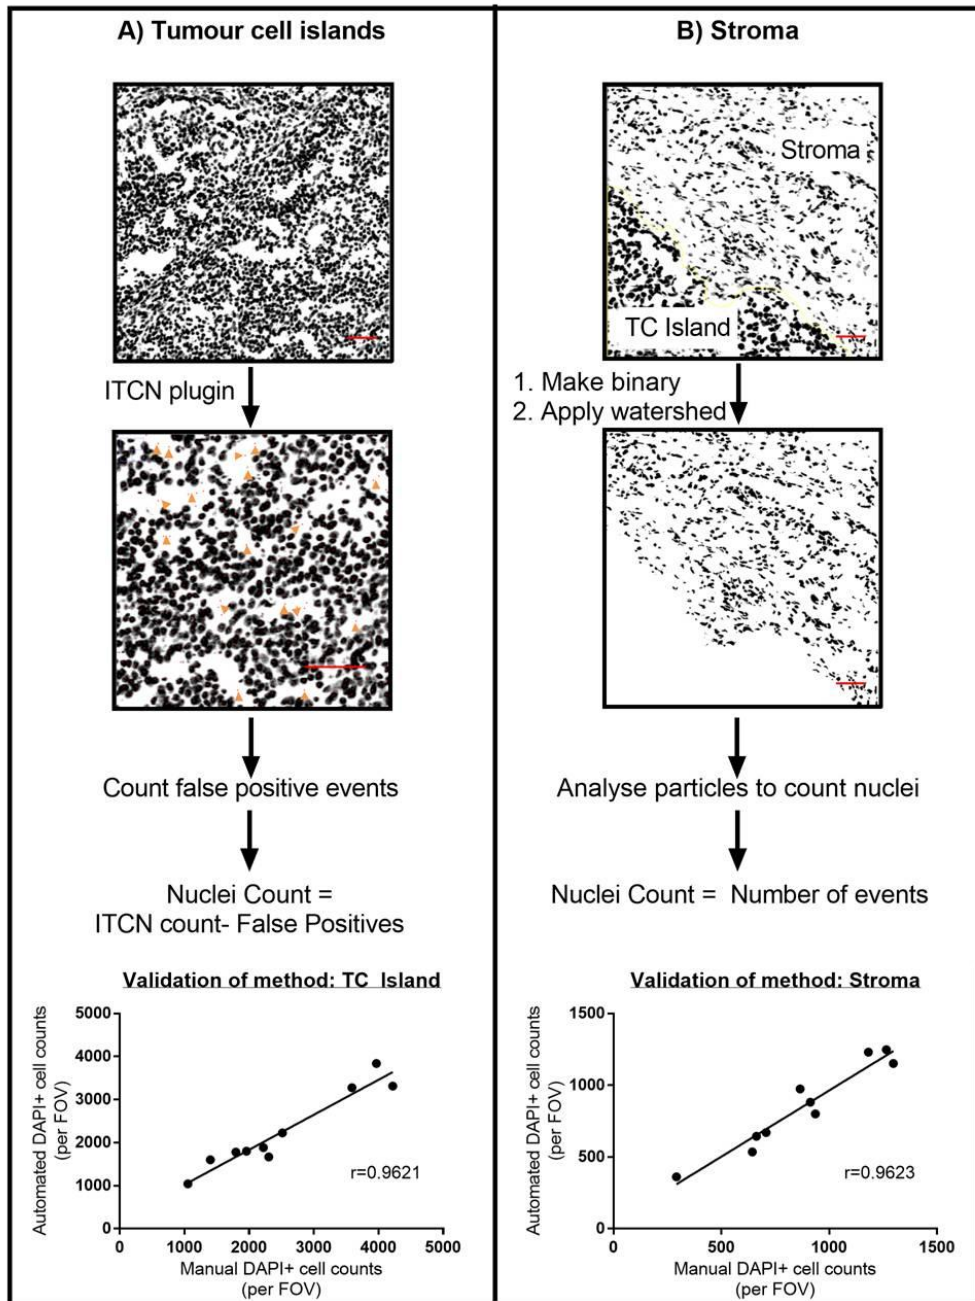 A) Tumour cell islands
ITCN plugin
Count false positive events
Nuclei Count =
ITCN count- False Positives
Validation of method: TC Island
Automated DAPI+ cell counts
(per FOV)
5000
4000
3000
2000
1000
0
r=0.9621
0 1000 2000 3000 4000 5000
Manual DAPI+ cell counts
(per FOV)
B) Stroma
Stroma
TC Island
1. Make binary
2. Apply watershed
Analyse particles to count nuclei
Nuclei Count = Number of events
Validation of method: Stroma
Automated DAPI+ cell counts
(per FOV)
1500
1000
500
0
r=0.9623
0 500 1000 1500
Manual DAPI+ cell counts
(per FOV)